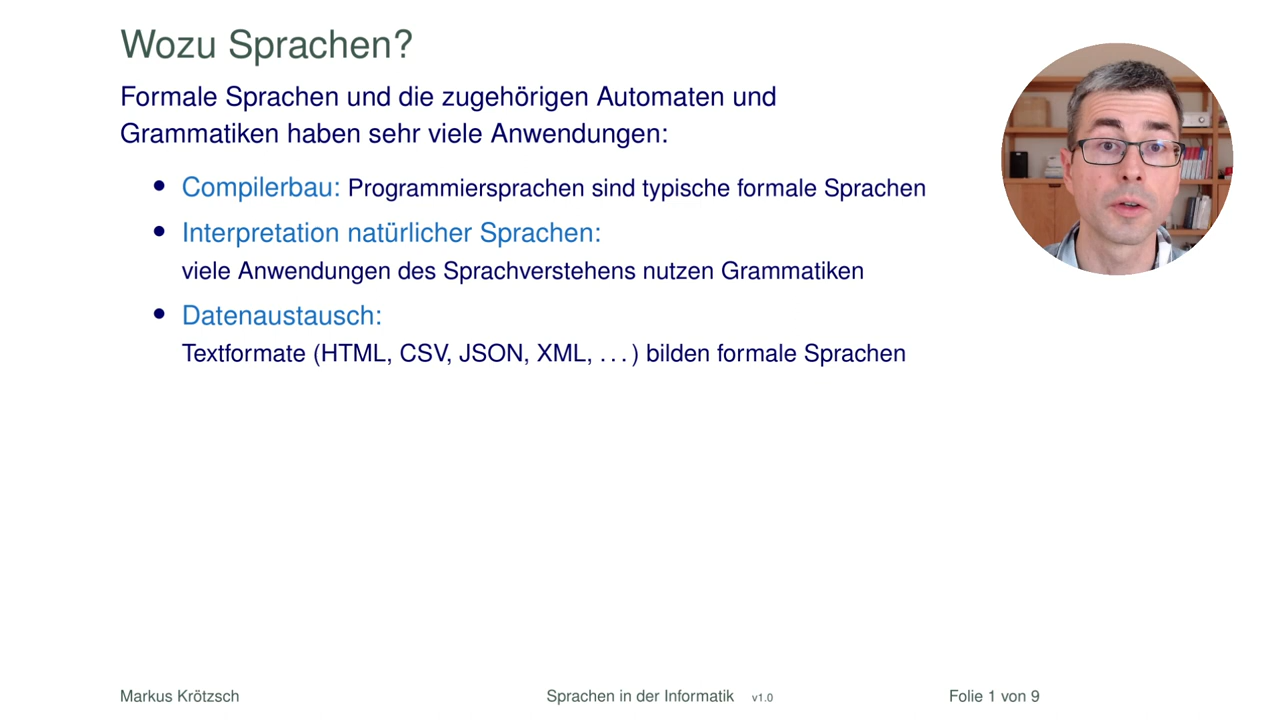 Wozu Sprachen?
Formale Sprachen und die zugehörigen Automaten und
Grammatiken haben sehr viele Anwendungen:
• Compilerbau: Programmiersprachen sind typische formale Sprachen
• Interpretation natürlicher Sprachen:
viele Anwendungen des Sprachverstehens nutzen Grammatiken
• Datenaustausch:
Textformate (HTML, CSV, JSON, XML, ...) bilden formale Sprachen
Markus Krötzsch Sprachen in der Informatik v1.0 Folie 1 von 9